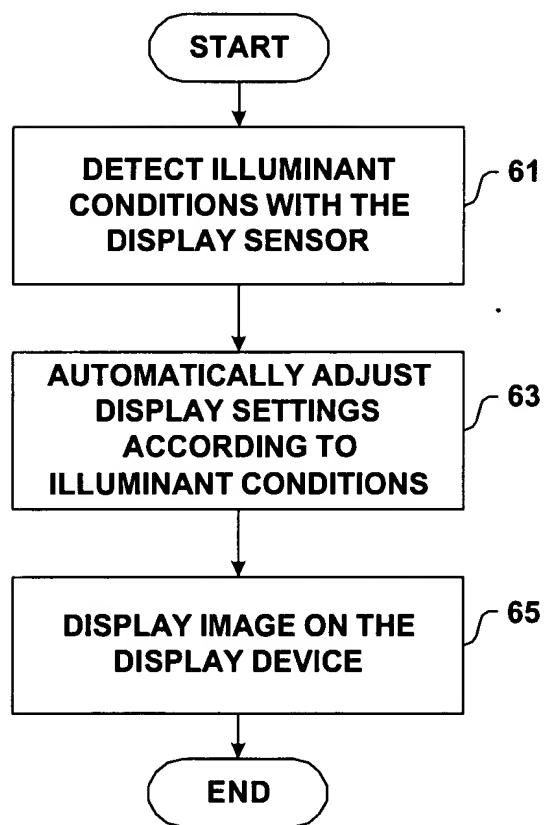 START
DETECT ILLUMINANT
CONDITIONS WITH THE
DISPLAY SENSOR
61
AUTOMATICALLY ADJUST
DISPLAY SETTINGS
ACCORDING TO
ILLUMINANT CONDITIONS
63
DISPLAY IMAGE ON THE
DISPLAY DEVICE
65
END